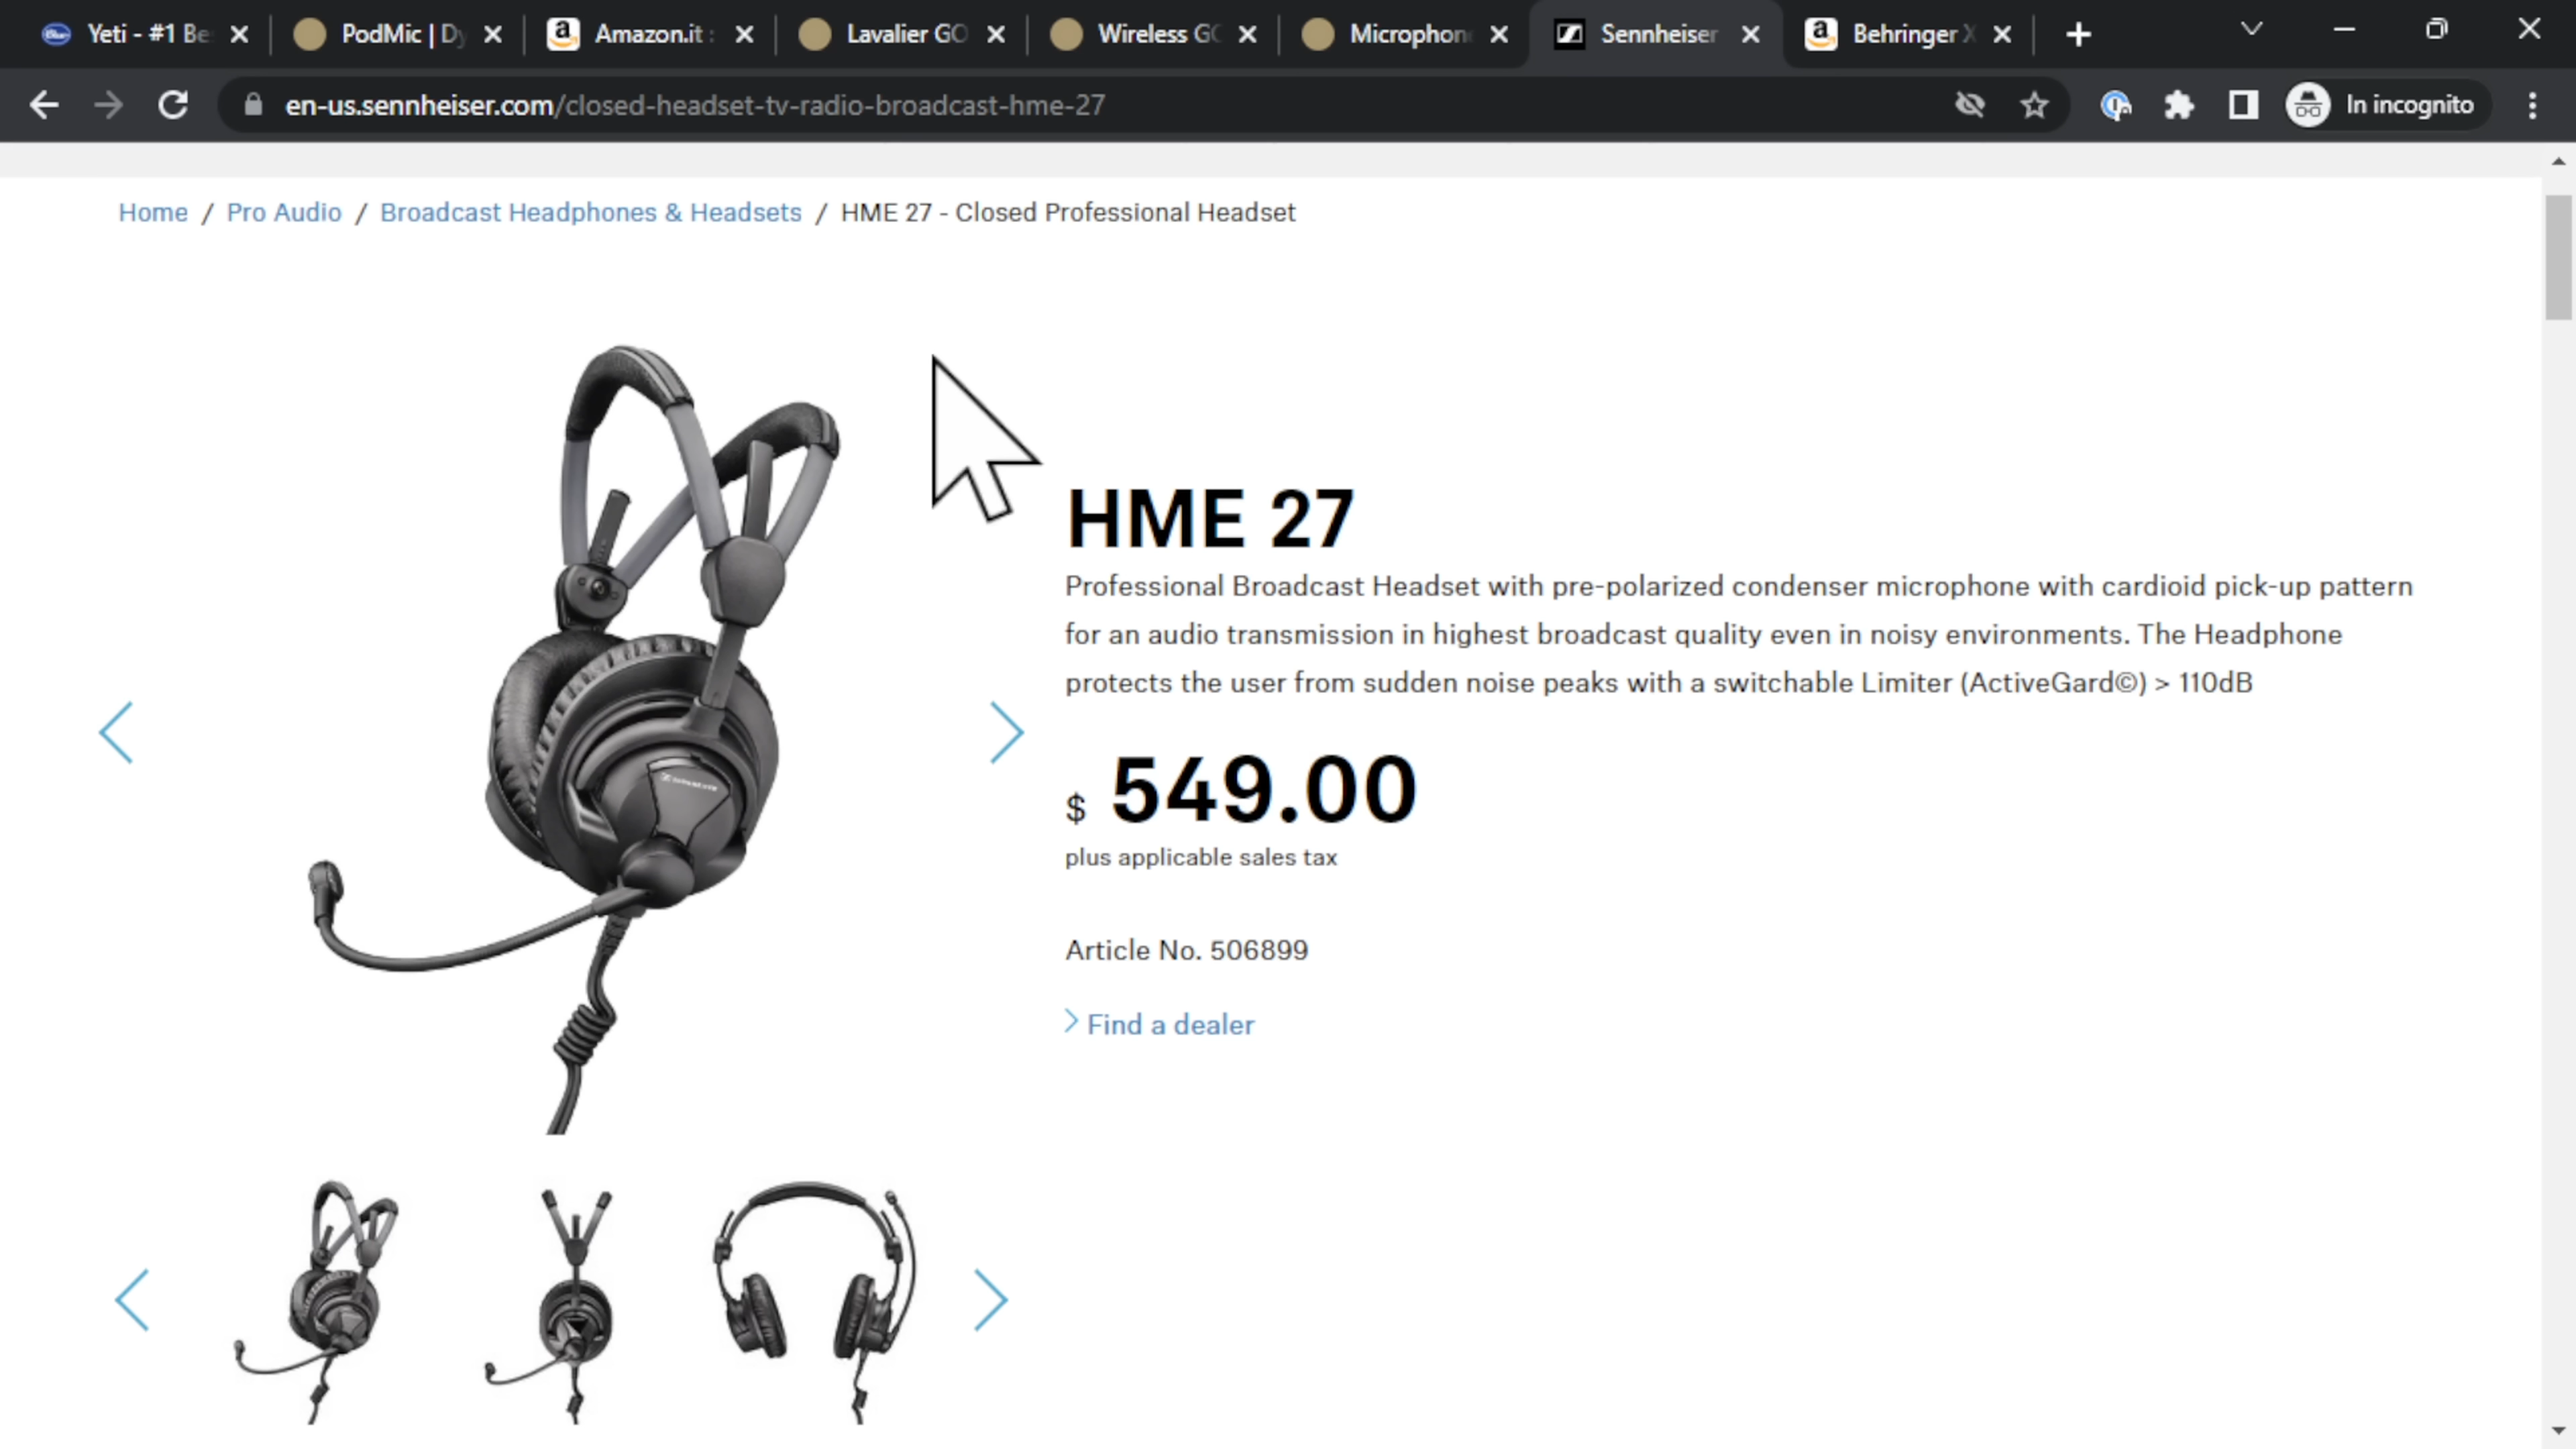 Yeti - #1 Be
PodMic | Dy
Amazon.it :
Lavalier GO
Wireless GO
Microphon
Sennheiser
Behringer X
en-us.sennheiser.com/closed-headset-tv-radio-broadcast-hme-27
In incognito
Home / Pro Audio / Broadcast Headphones & Headsets / HME 27 - Closed Professional Headset
HME 27
Professional Broadcast Headset with pre-polarized condenser microphone with cardioid pick-up pattern
for an audio transmission in highest broadcast quality even in noisy environments. The Headphone
protects the user from sudden noise peaks with a switchable Limiter (ActiveGard©) > 110dB
$ 549.00
plus applicable sales tax
Article No. 506899
Find a dealer